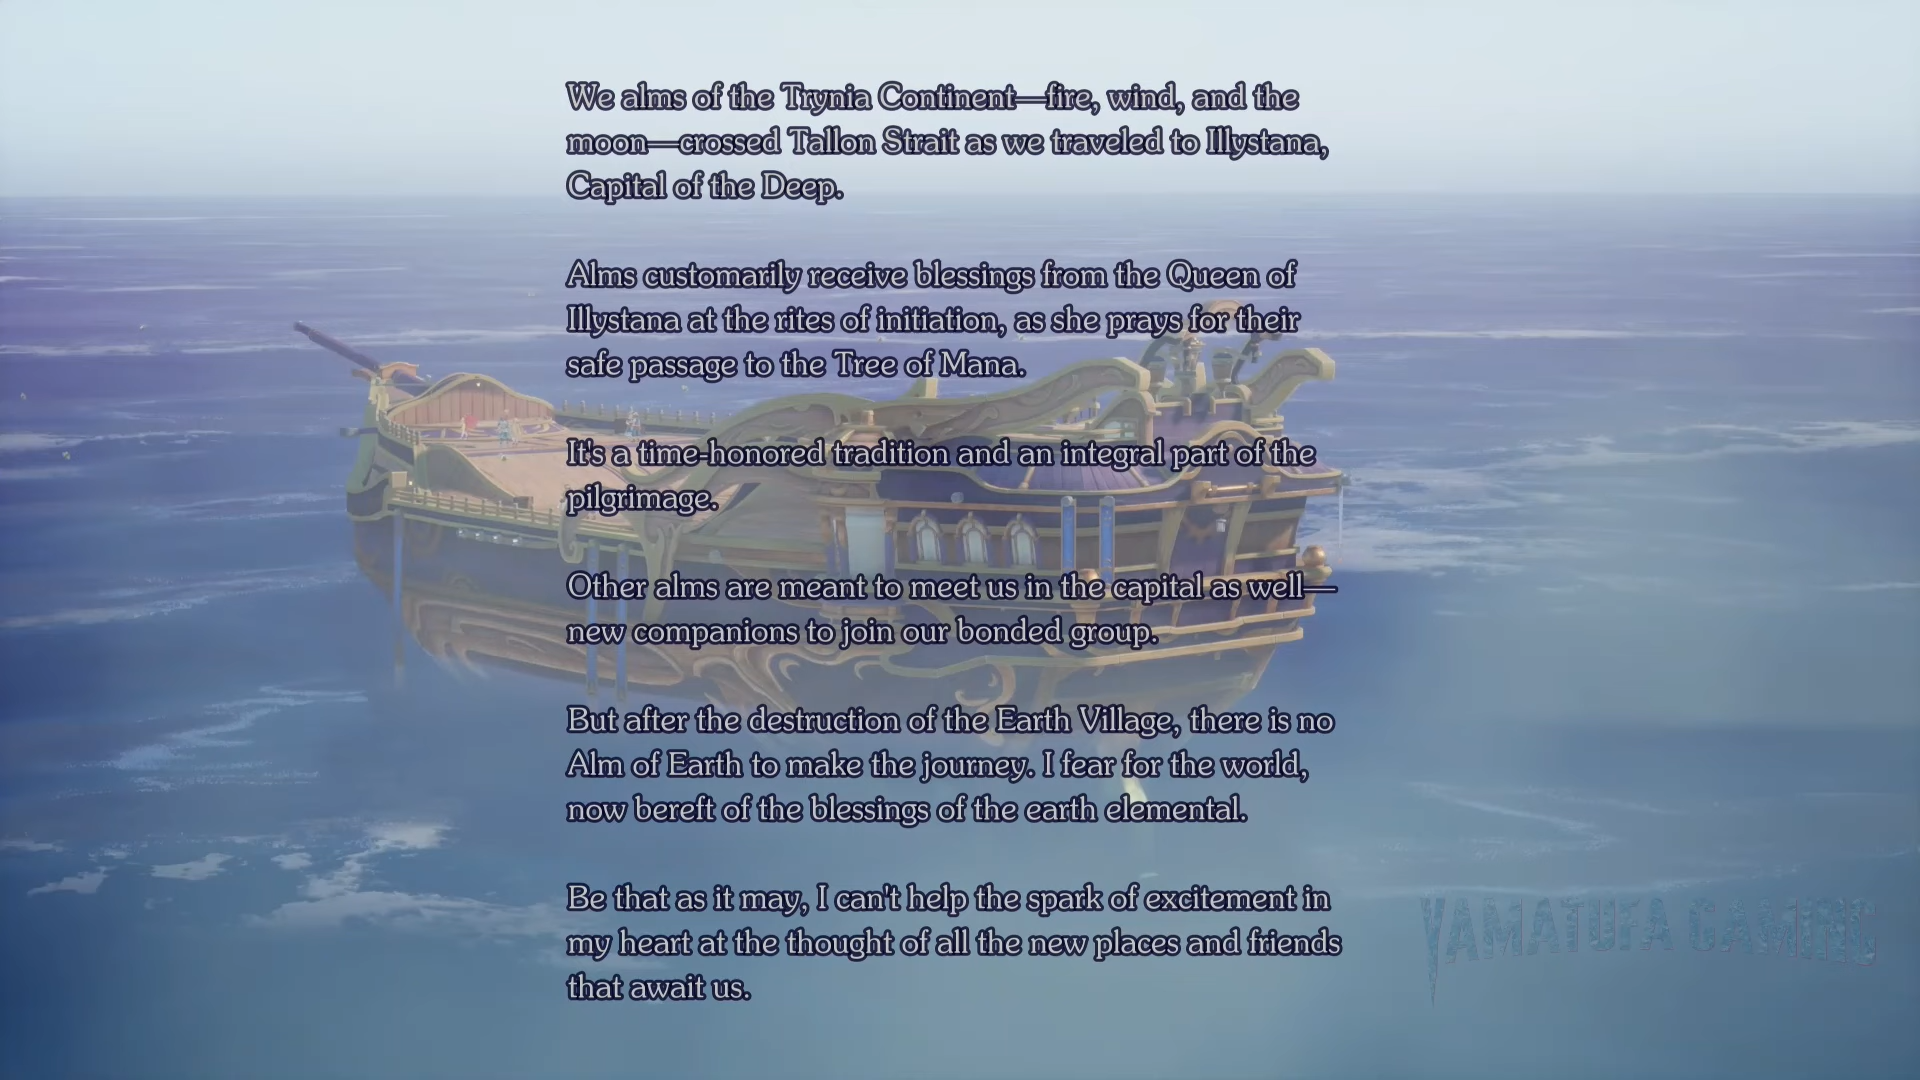 We alms of the Trynia Continent—fire, wind, and the
moon—crossed Tallon Strait as we traveled to Illystana,
Capital of the Deep.
Alms customarily receive blessings from the Queen of
Illystana at the rites of initiation, as she prays for their
safe passage to the Tree of Mana.
It's a time-honored tradition and an integral part of the
pilgrimage.
Other alms are meant to meet us in the capital as well—
new companions to join our bonded group.
But after the destruction of the Earth Village, there is no
Alm of Earth to make the journey. I fear for the world,
now bereft of the blessings of the earth elemental.
Be that as it may, I can't help the spark of excitement in
my heart at the thought of all the new places and friends
that await us.
YAMATUFA GAMING